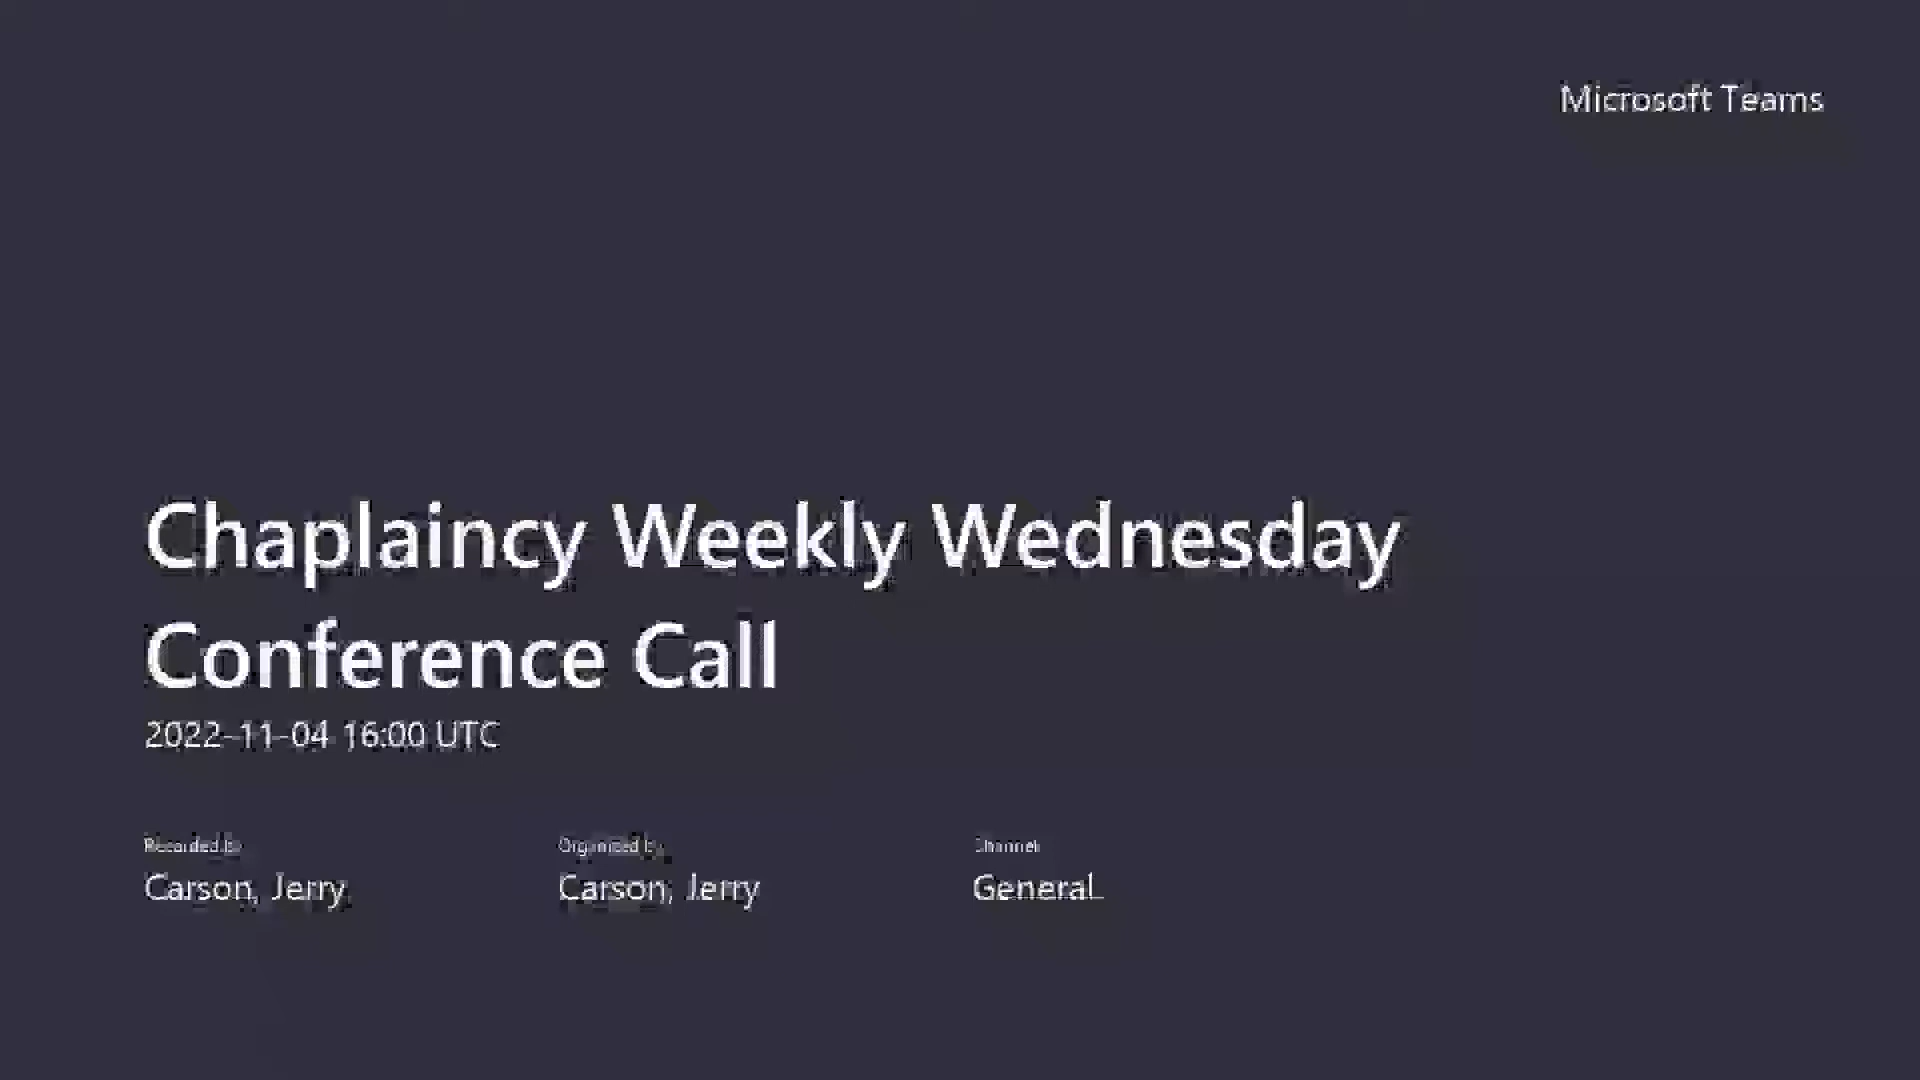 Microsoft Teams
Chaplaincy Weekly Wednesday
Conference Call
2022-11-04 16:00 UTC
Recorded by
Organized by
Channel
Carson, Jerry
Carson, Jerry
General